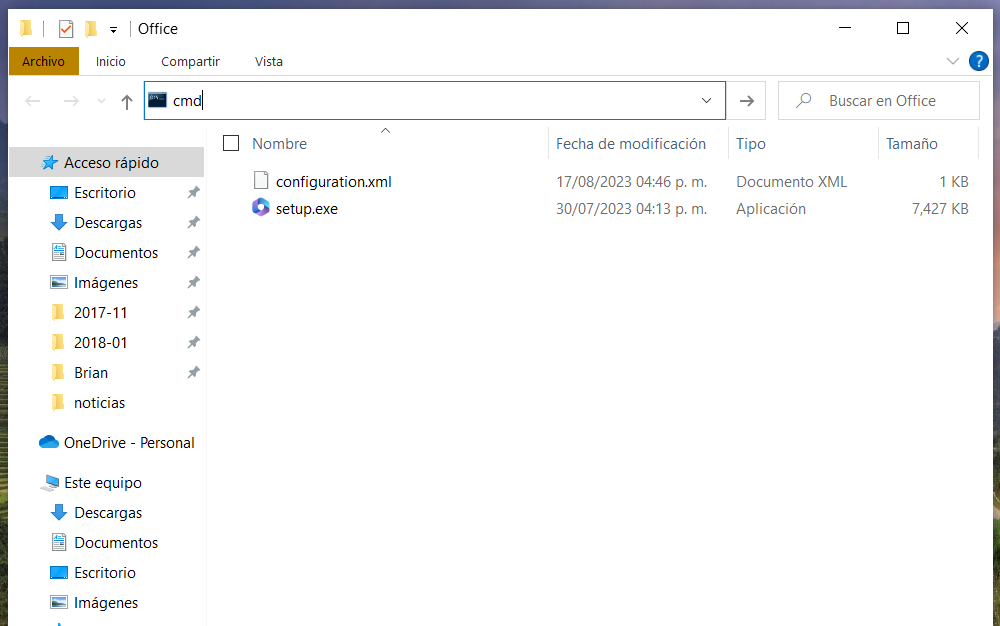 Office
Archivo Inicio Compartir Vista ?
cmd Buscar en Office
Nombre Fecha de modificación Tipo Tamaño
configuration.xml 17/08/2023 04:46 p. m. Documento XML 1 KB
setup.exe 30/07/2023 04:13 p. m. Aplicación 7,427 KB
Acceso rápido
Escritorio
Descargas
Documentos
Imágenes
2017-11
2018-01
Brian
noticias
OneDrive - Personal
Este equipo
Descargas
Documentos
Escritorio
Imágenes